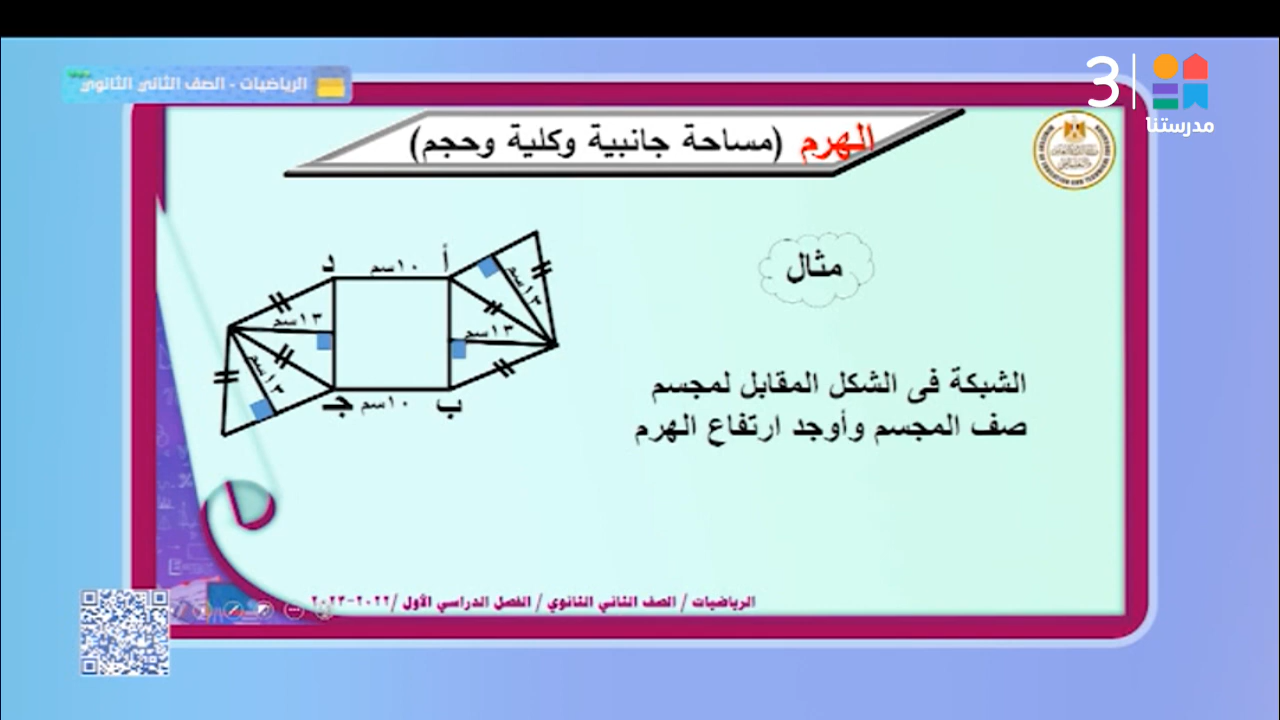 3
مدرستنا
الرياضيات - الصف الثاني الثانوي
الهرم (مساحة جانبية وكلية وحجم)
مثال
الشبكة فى الشكل المقابل لمجسم
صف المجسم وأوجد ارتفاع الهرم
أ
د
١٠سم
١٣سم
١٣سم
١٣سم
١٣سم
ب
جـ
١٠سم
الرياضيات / الصف الثاني الثانوي / الفصل الدراسي الأول /٢٠٢٢-٢٠٢٣